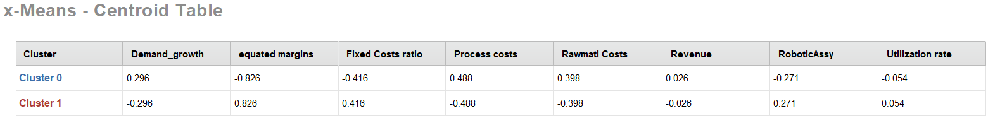 x-Means - Centroid Table
Cluster Demand_growth equated margins Fixed Costs ratio Process costs Rawmatl Costs Revenue RoboticAssy Utilization rate
Cluster 0 0.296 -0.826 -0.416 0.488 0.398 0.026 -0.271 -0.054
Cluster 1 -0.296 0.826 0.416 -0.488 -0.398 -0.026 0.271 0.054